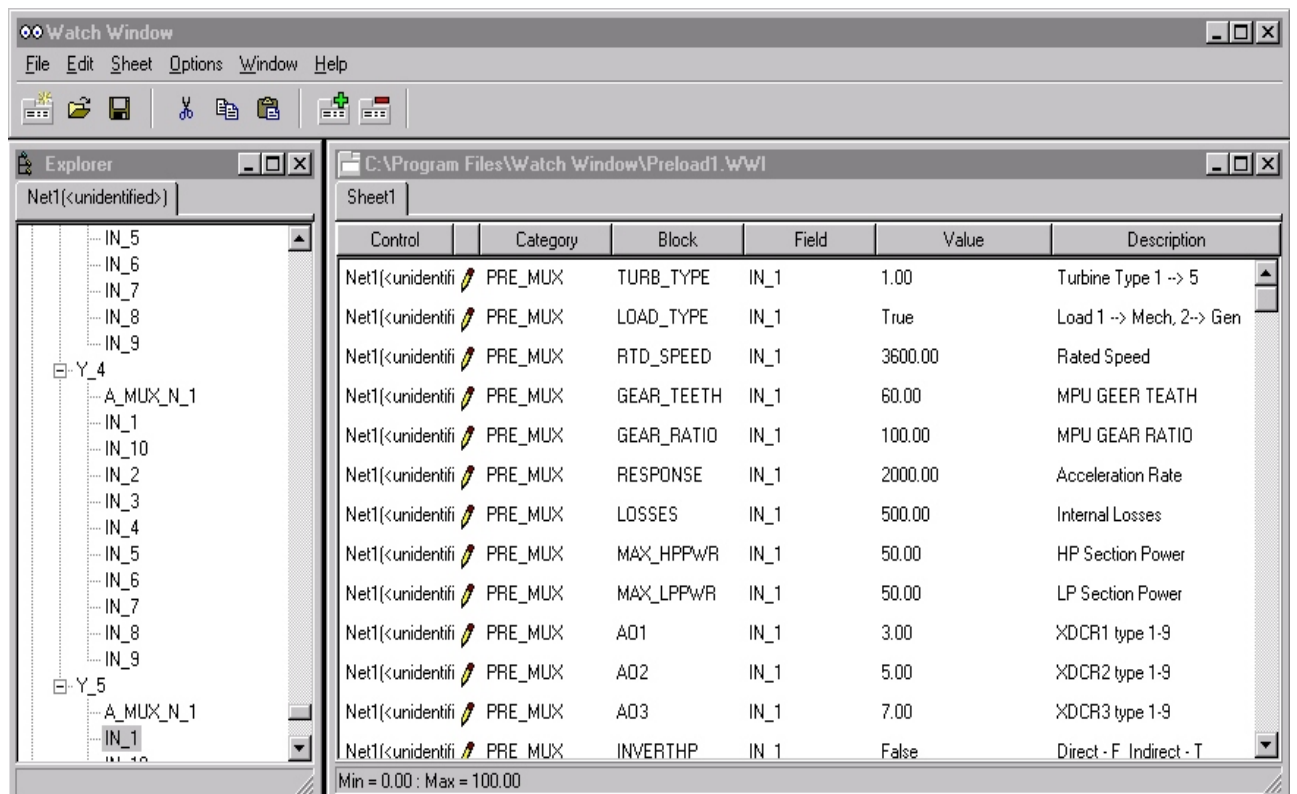 Watch Window
File Edit Sheet Options Window Help
Explorer
Net1(<unidentified>)
IN_5
IN_6
IN_7
IN_8
IN_9
Y_4
A_MUX_N_1
IN_1
IN_10
IN_2
IN_3
IN_4
IN_5
IN_6
IN_7
IN_8
IN_9
Y_5
A_MUX_N_1
IN_1
IN_10
C:\Program Files\Watch Window\Preload1.WWI
Sheet1
Control Category Block Field Value Description
Net1(<unidentifi PRE_MUX TURB_TYPE IN_1 1.00 Turbine Type 1 --> 5
Net1(<unidentifi PRE_MUX LOAD_TYPE IN_1 True Load 1 --> Mech, 2--> Gen
Net1(<unidentifi PRE_MUX RTD_SPEED IN_1 3600.00 Rated Speed
Net1(<unidentifi PRE_MUX GEAR_TEETH IN_1 60.00 MPU GEER TEATH
Net1(<unidentifi PRE_MUX GEAR_RATIO IN_1 100.00 MPU GEAR RATIO
Net1(<unidentifi PRE_MUX RESPONSE IN_1 2000.00 Acceleration Rate
Net1(<unidentifi PRE_MUX LOSSES IN_1 500.00 Internal Losses
Net1(<unidentifi PRE_MUX MAX_HPPWR IN_1 50.00 HP Section Power
Net1(<unidentifi PRE_MUX MAX_LPPWR IN_1 50.00 LP Section Power
Net1(<unidentifi PRE_MUX AO1 IN_1 3.00 XDCR1 type 1-9
Net1(<unidentifi PRE_MUX AO2 IN_1 5.00 XDCR2 type 1-9
Net1(<unidentifi PRE_MUX AO3 IN_1 7.00 XDCR3 type 1-9
Net1(<unidentifi PRE_MUX INVERTHP IN_1 False Direct - F Indirect - T
Min = 0.00 : Max = 100.00